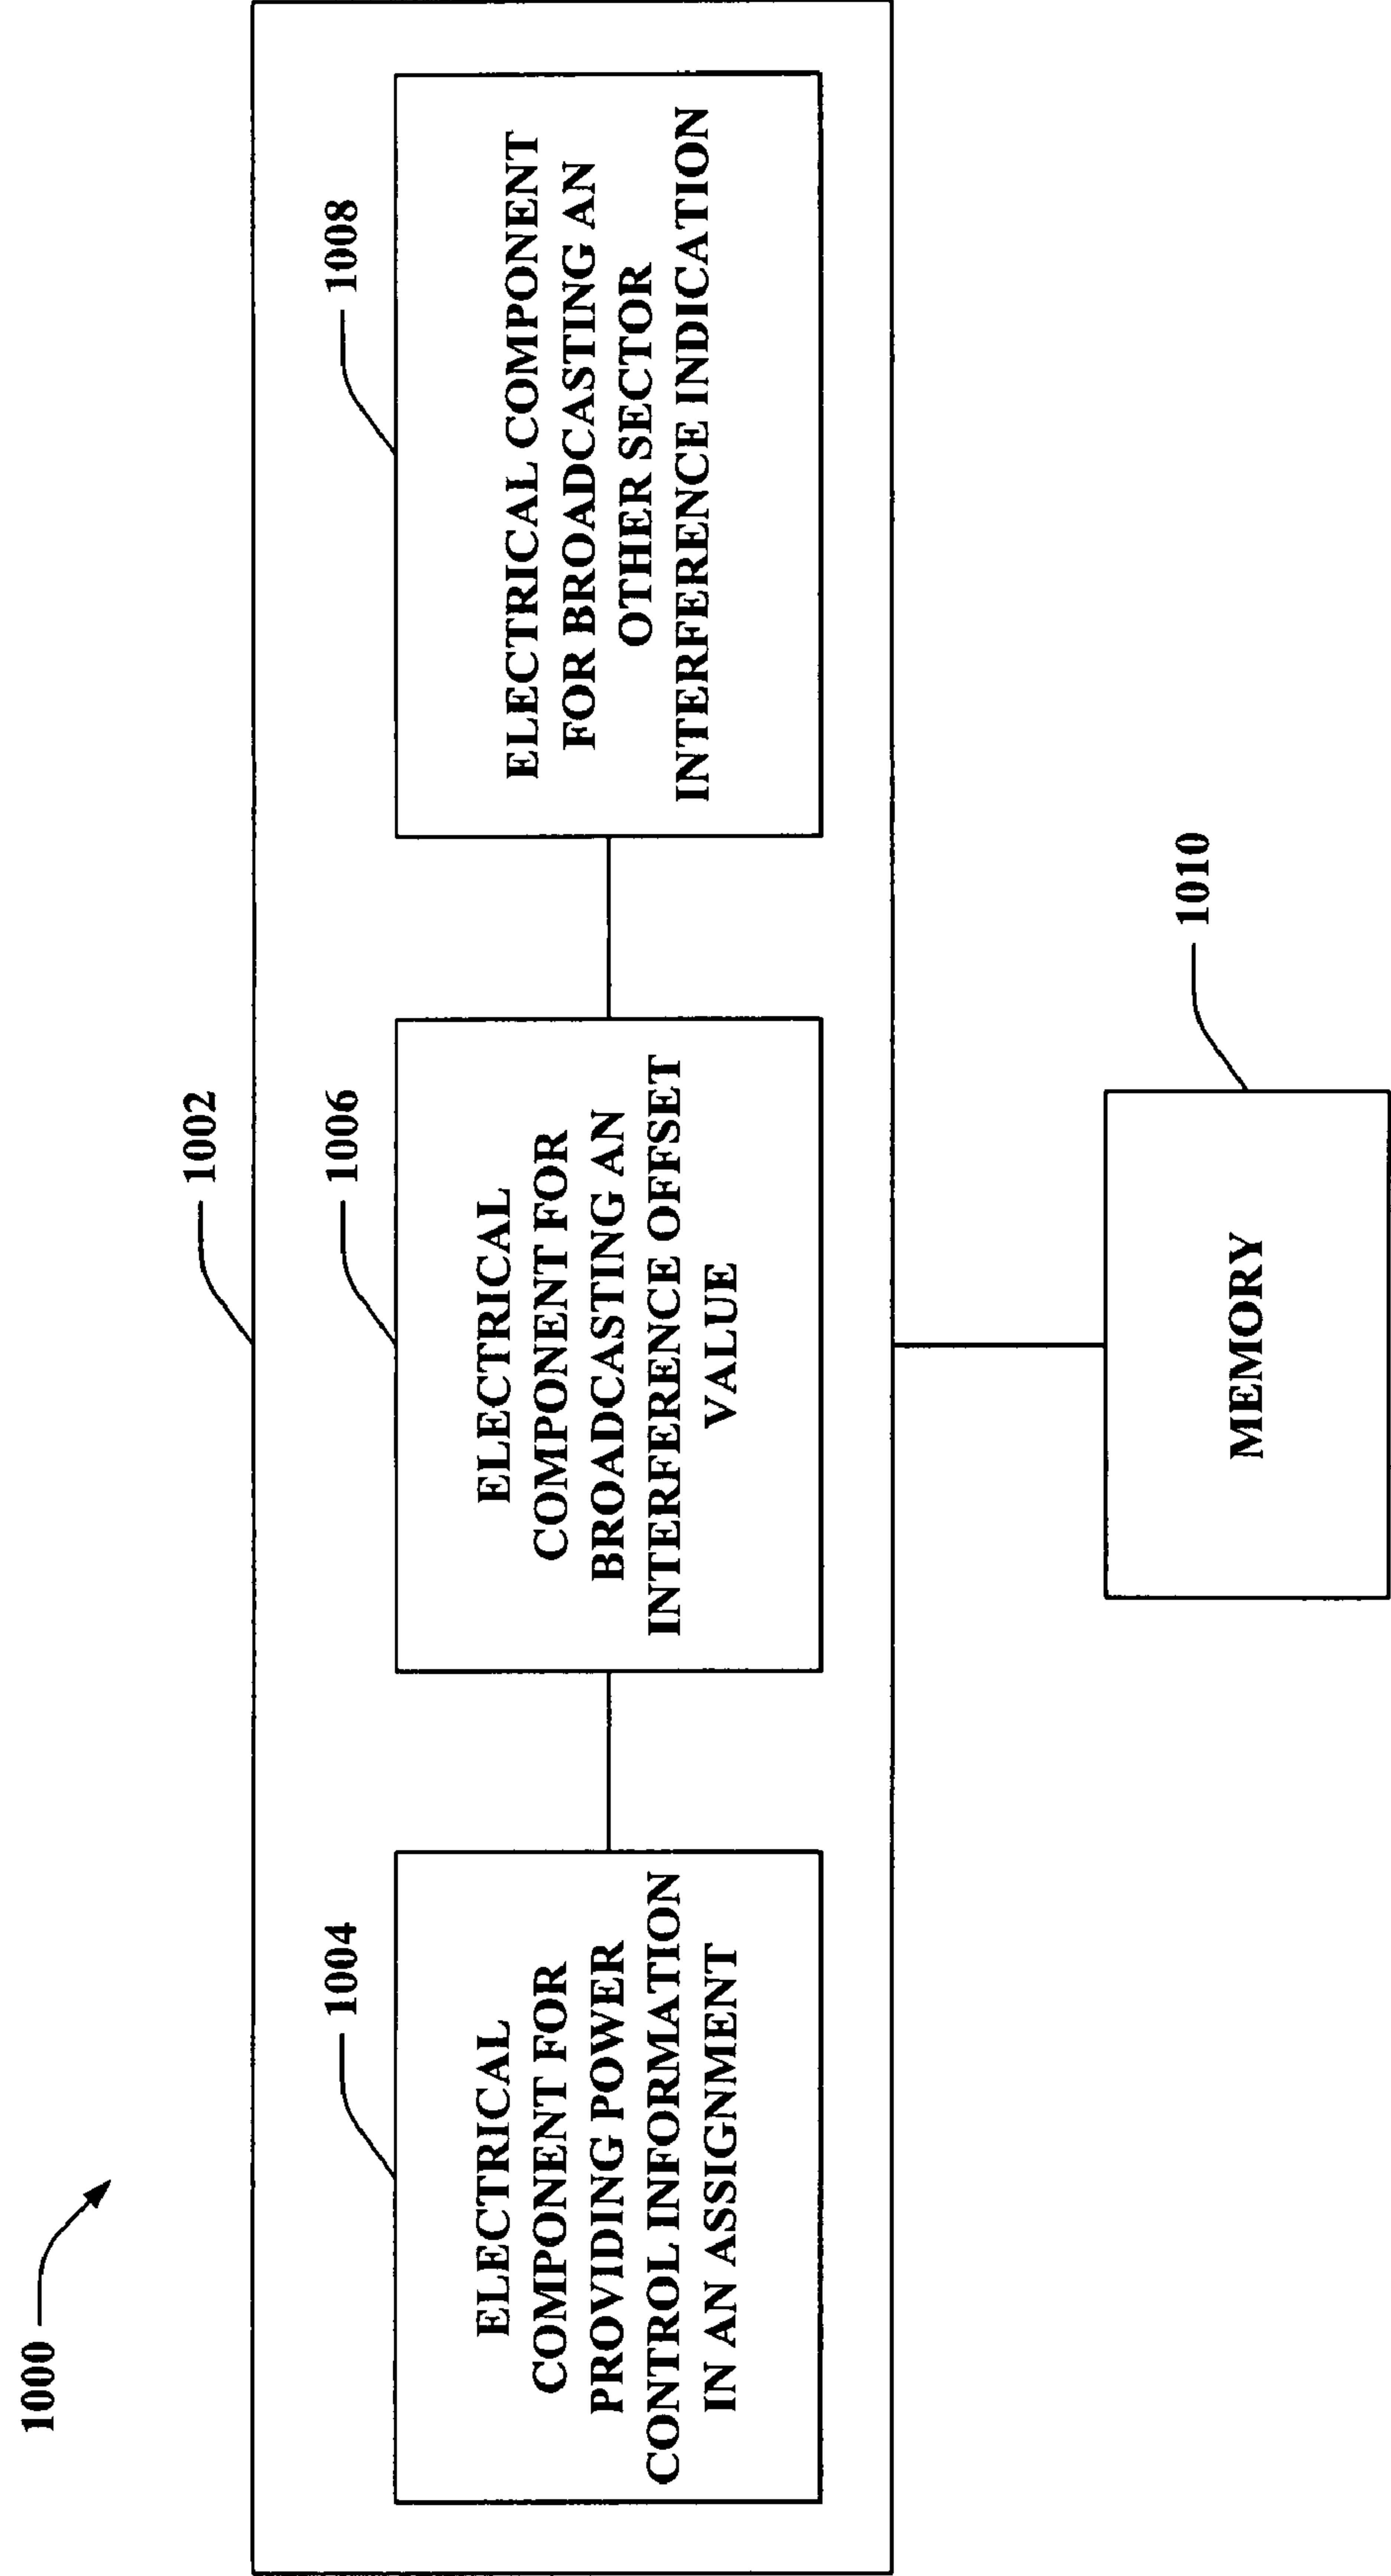 1000
1002
1004
ELECTRICAL
COMPONENT FOR
PROVIDING POWER
CONTROL INFORMATION
IN AN ASSIGNMENT
1006
ELECTRICAL
COMPONENT FOR
BROADCASTING AN
INTERFERENCE OFFSET
VALUE
1008
ELECTRICAL COMPONENT
FOR BROADCASTING AN
OTHER SECTOR
INTERFERENCE INDICATION
1010
MEMORY